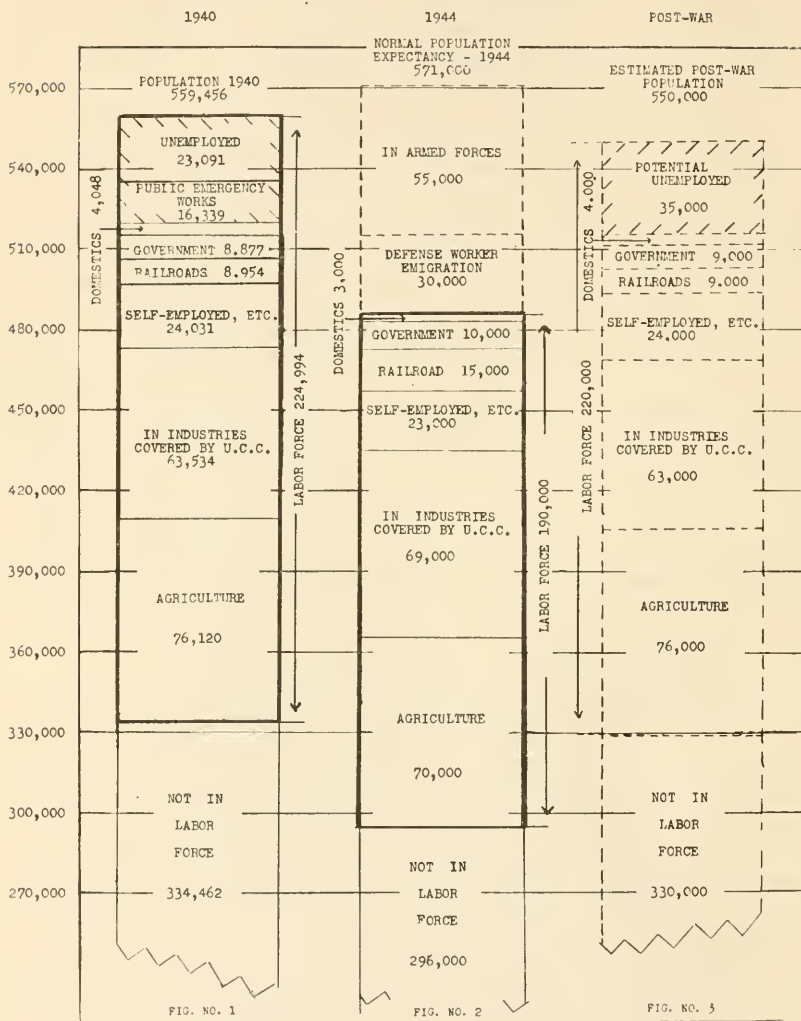 1940
1944
POST-WAR
570,000
540,000
510,000
480,000
450,000
420,000
390,000
360,000
330,000
300,000
270,000
POPULATION 1940
559,456
UNEMPLOYED
23,091
PUBLIC EMERGENCY
WORKS
16,339
DOMESTICS 4,048
GOVERNMENT 8.877
RAILROADS 8.954
SELF-EMPLOYED, ETC.
24,031
IN INDUSTRIES
COVERED BY U.C.C.
63,534
AGRICULTURE
76,120
LABOR FORCE 224,994
NOT IN
LABOR
FORCE
334,462
FIG. NO. 1
NORMAL POPULATION
EXPECTANCY - 1944
571,000
IN ARMED FORCES
55,000
DEFENSE WORKER
EMIGRATION
30,000
DOMESTICS 3,000
GOVERNMENT 10,000
RAILROAD 15,000
SELF-EMPLOYED, ETC.
23,000
IN INDUSTRIES
COVERED BY U.C.C.
69,000
AGRICULTURE
70,000
LABOR FORCE 190,000
NOT IN
LABOR
FORCE
296,000
FIG. NO. 2
ESTIMATED POST-WAR
POPULATION
550,000
POTENTIAL
UNEMPLOYED
35,000
DOMESTICS 4.000
GOVERNMENT 9,000
RAILROADS 9.000
SELF-EMPLOYED, ETC.
24.000
IN INDUSTRIES
COVERED BY U.C.C.
63,000
AGRICULTURE
76,000
LABOR FORCE 220,000
NOT IN
LABOR
FORCE
330,000
FIG. NO. 3